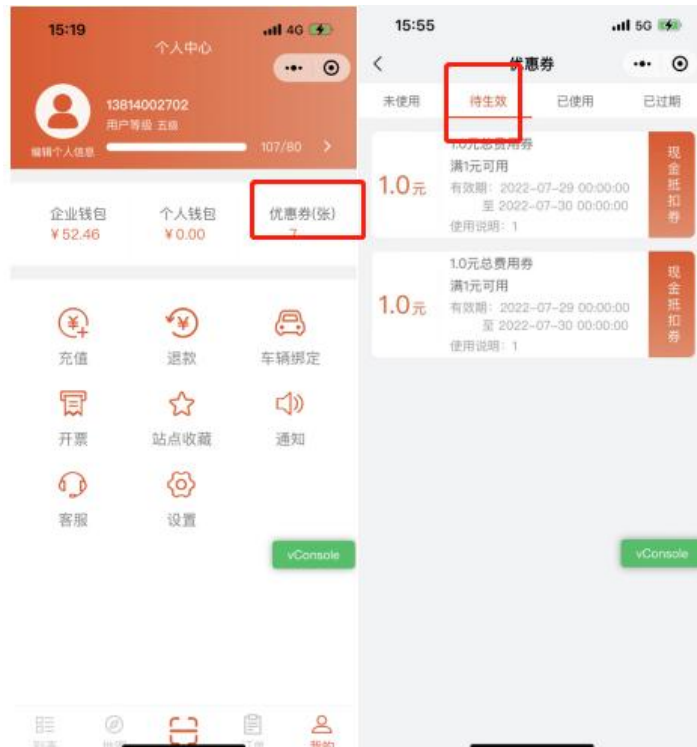 15:19
4G
个人中心
13814002702
用户等级 五级
编辑个人信息
107/80
企业钱包
个人钱包
优惠券(张)
￥52.46
￥0.00
7
充值
退款
车辆绑定
开票
站点收藏
通知
客服
设置
vConsole
我的
15:55
5G
优惠券
未使用
待生效
已使用
已过期
1.0元总费用券
满1元可用
1.0元
有效期：2022-07-29 00:00:00
至 2022-07-30 00:00:00
使用说明：1
现金抵扣券
1.0元总费用券
满1元可用
1.0元
有效期：2022-07-29 00:00:00
至 2022-07-30 00:00:00
使用说明：1
现金抵扣券
vConsole